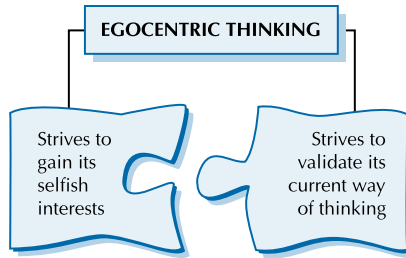 EGOCENTRIC THINKING
Strives to
gain its
selfish
interests
Strives to
validate its
current way
of thinking